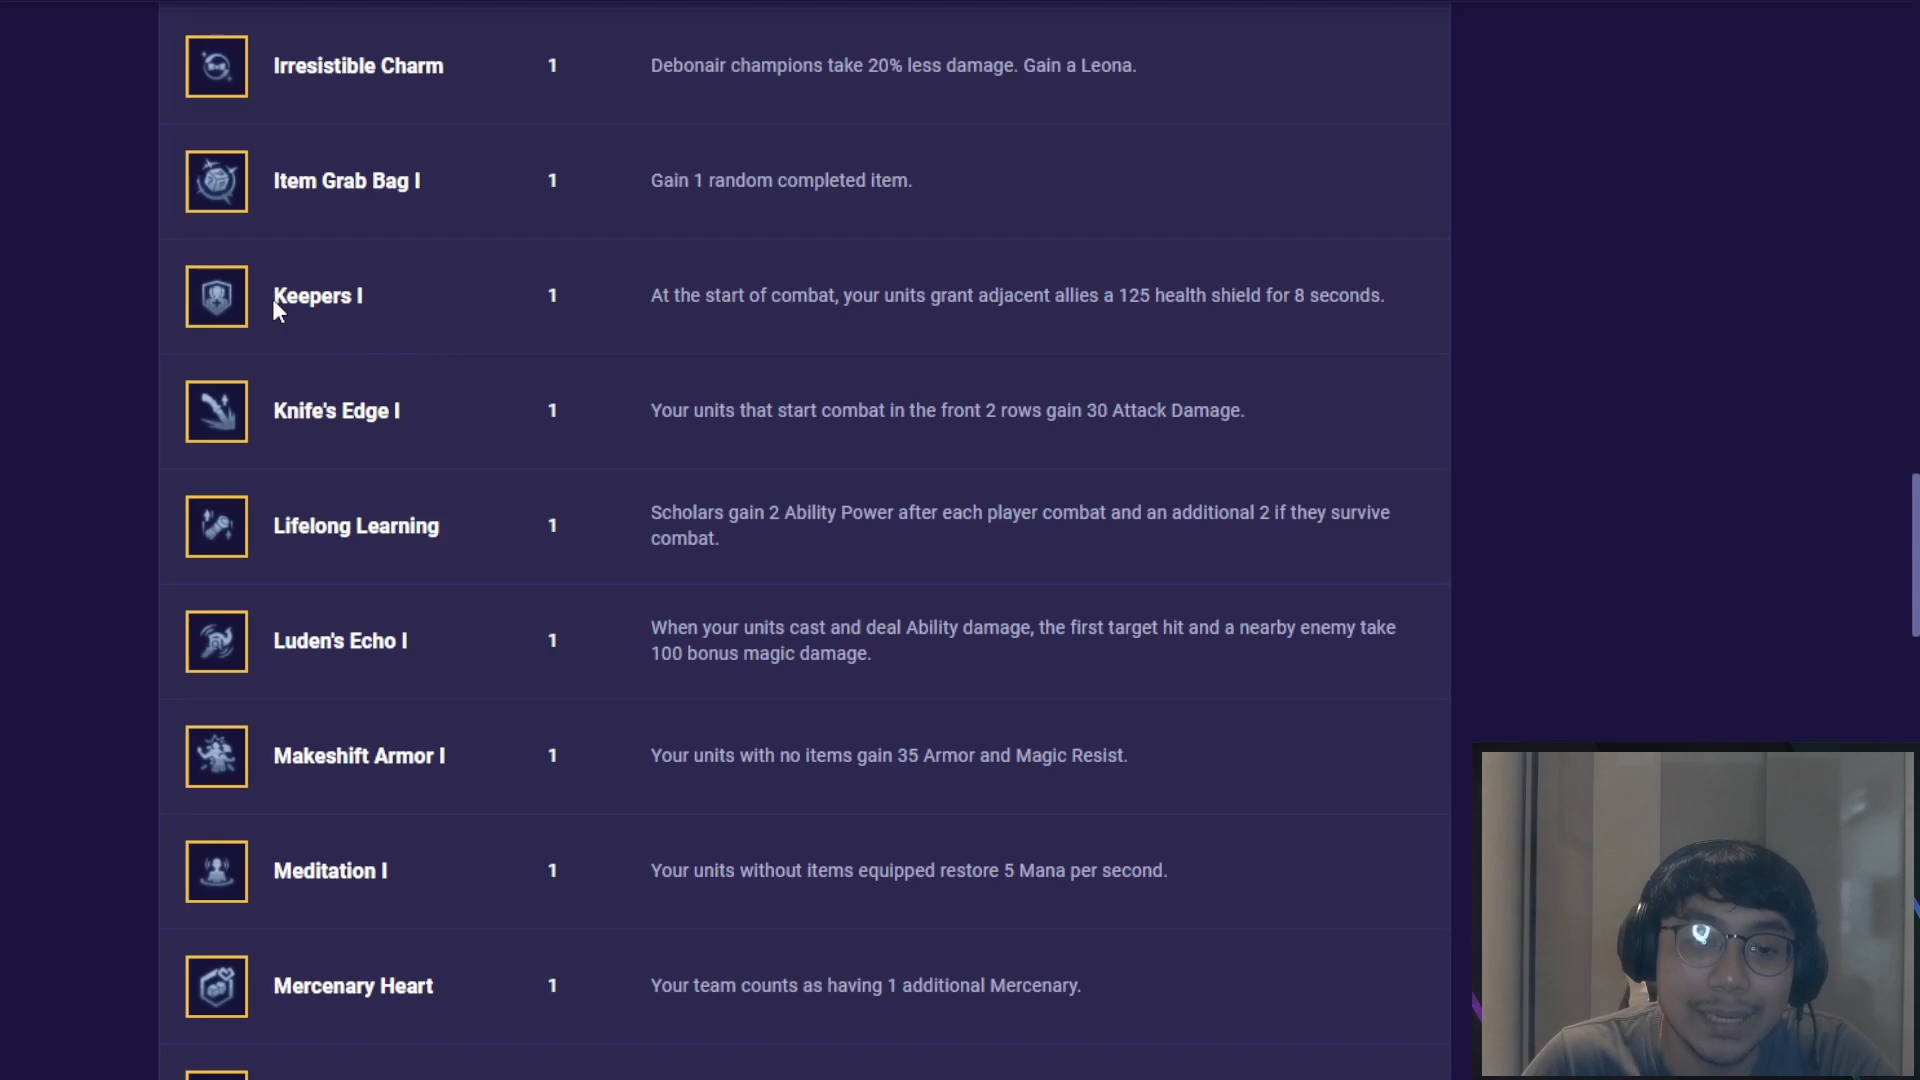 Irresistible Charm 1 Debonair champions take 20% less damage. Gain a Leona.
Item Grab Bag I 1 Gain 1 random completed item.
Keepers I 1 At the start of combat, your units grant adjacent allies a 125 health shield for 8 seconds.
Knife's Edge I 1 Your units that start combat in the front 2 rows gain 30 Attack Damage.
Lifelong Learning 1 Scholars gain 2 Ability Power after each player combat and an additional 2 if they survive
combat.
Luden's Echo I 1 When your units cast and deal Ability damage, the first target hit and a nearby enemy take
100 bonus magic damage.
Makeshift Armor I 1 Your units with no items gain 35 Armor and Magic Resist.
Meditation I 1 Your units without items equipped restore 5 Mana per second.
Mercenary Heart 1 Your team counts as having 1 additional Mercenary.